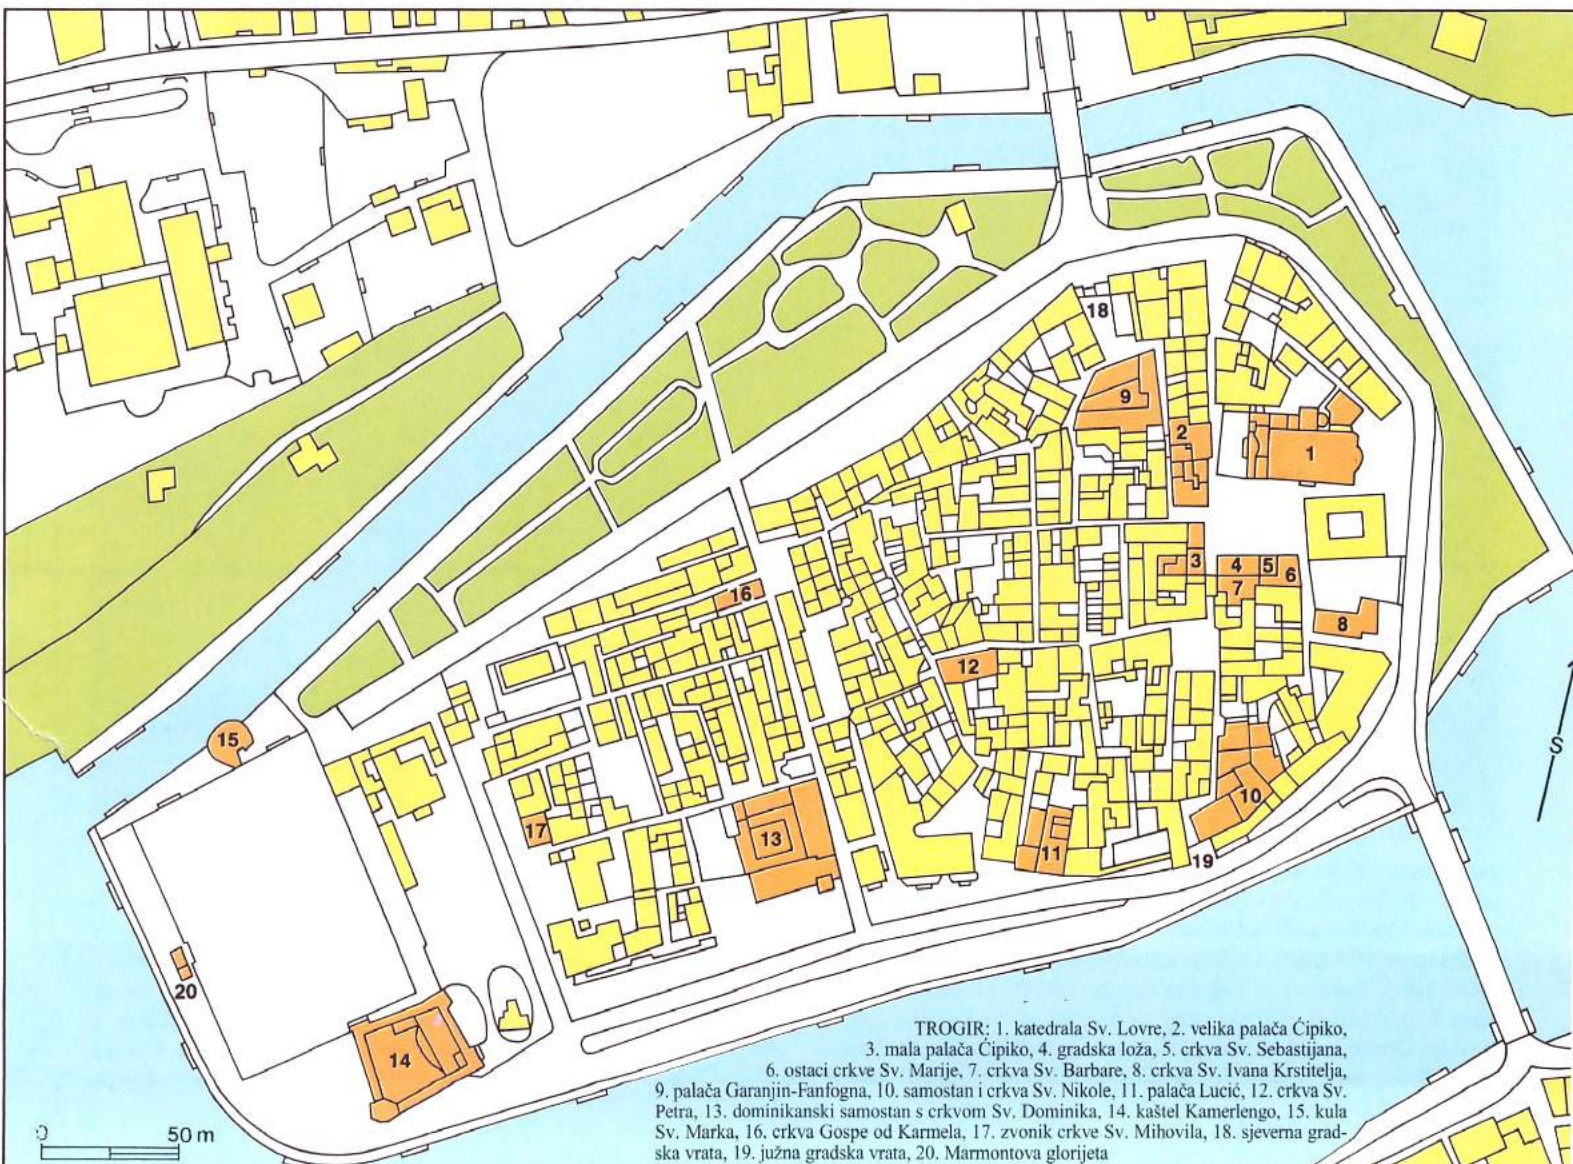 18
9
2
1
3
4
5
6
7
16
8
12
15
S
10
17
13
11
19
20
14
0 50 m
TROGIR: 1. katedrala Sv. Lovre, 2. velika palača Ćipiko,
3. mala palača Ćipiko, 4. gradska loža, 5. crkva Sv. Sebastijana,
6. ostaci crkve Sv. Marije, 7. crkva Sv. Barbare, 8. crkva Sv. Ivana Krstitelja,
9. palača Garanjin-Fanfogna, 10. samostan i crkva Sv. Nikole, 11. palača Lucić, 12. crkva Sv.
Petra, 13. dominikanski samostan s crkvom Sv. Dominika, 14. kaštel Kamerlengo, 15. kula
Sv. Marka, 16. crkva Gospe od Karmela, 17. zvonik crkve Sv. Mihovila, 18. sjeverna grad-
ska vrata, 19. južna gradska vrata, 20. Marmontova glorijeta